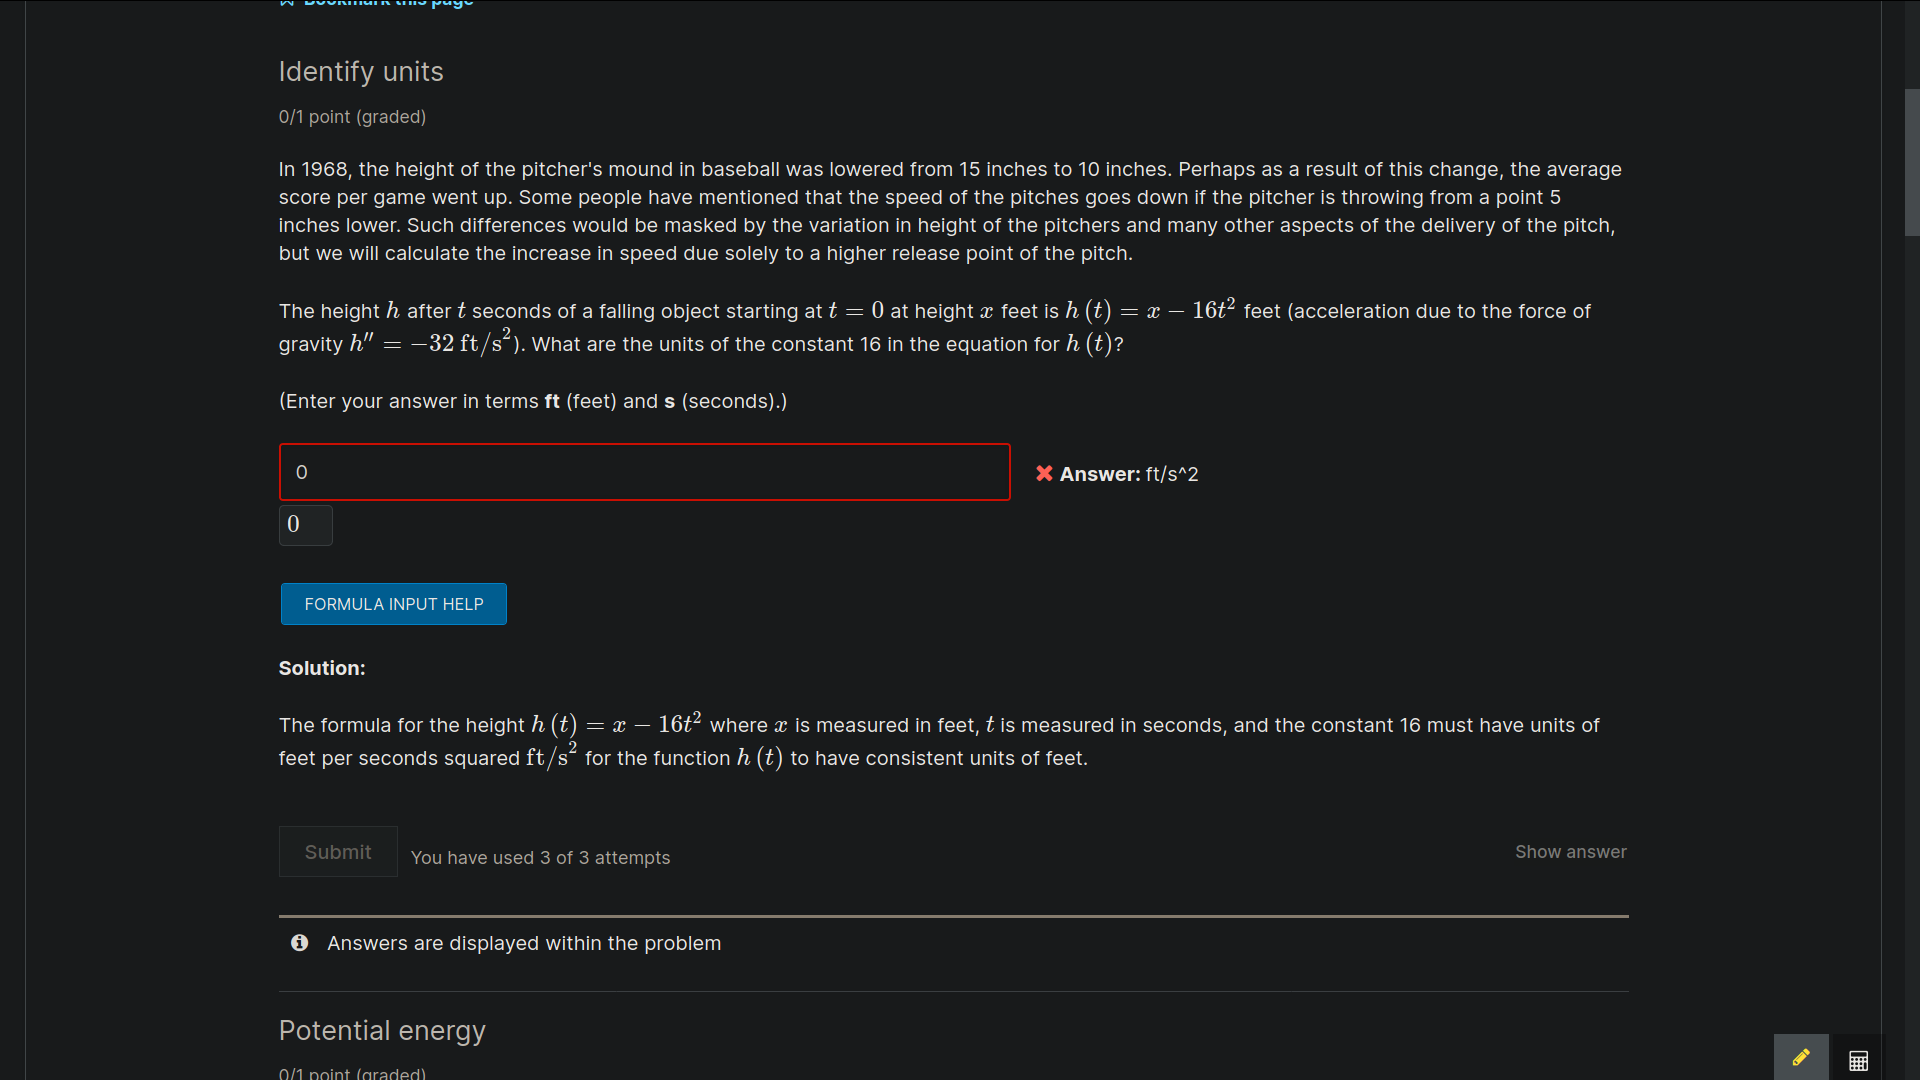 Bookmark this page
Identify units
0/1 point (graded)
In 1968, the height of the pitcher's mound in baseball was lowered from 15 inches to 10 inches. Perhaps as a result of this change, the average
score per game went up. Some people have mentioned that the speed of the pitches goes down if the pitcher is throwing from a point 5
inches lower. Such differences would be masked by the variation in height of the pitchers and many other aspects of the delivery of the pitch,
but we will calculate the increase in speed due solely to a higher release point of the pitch.
The height h after t seconds of a falling object starting at t = 0 at height x feet is h (t) = x − 16t² feet (acceleration due to the force of
gravity h″ = −32 ft/s²). What are the units of the constant 16 in the equation for h (t)?
(Enter your answer in terms ft (feet) and s (seconds).)
0
Answer: ft/s^2
0
FORMULA INPUT HELP
Solution:
The formula for the height h (t) = x − 16t² where x is measured in feet, t is measured in seconds, and the constant 16 must have units of
feet per seconds squared ft/s² for the function h (t) to have consistent units of feet.
Submit
You have used 3 of 3 attempts
Show answer
Answers are displayed within the problem
Potential energy
0/1 point (graded)